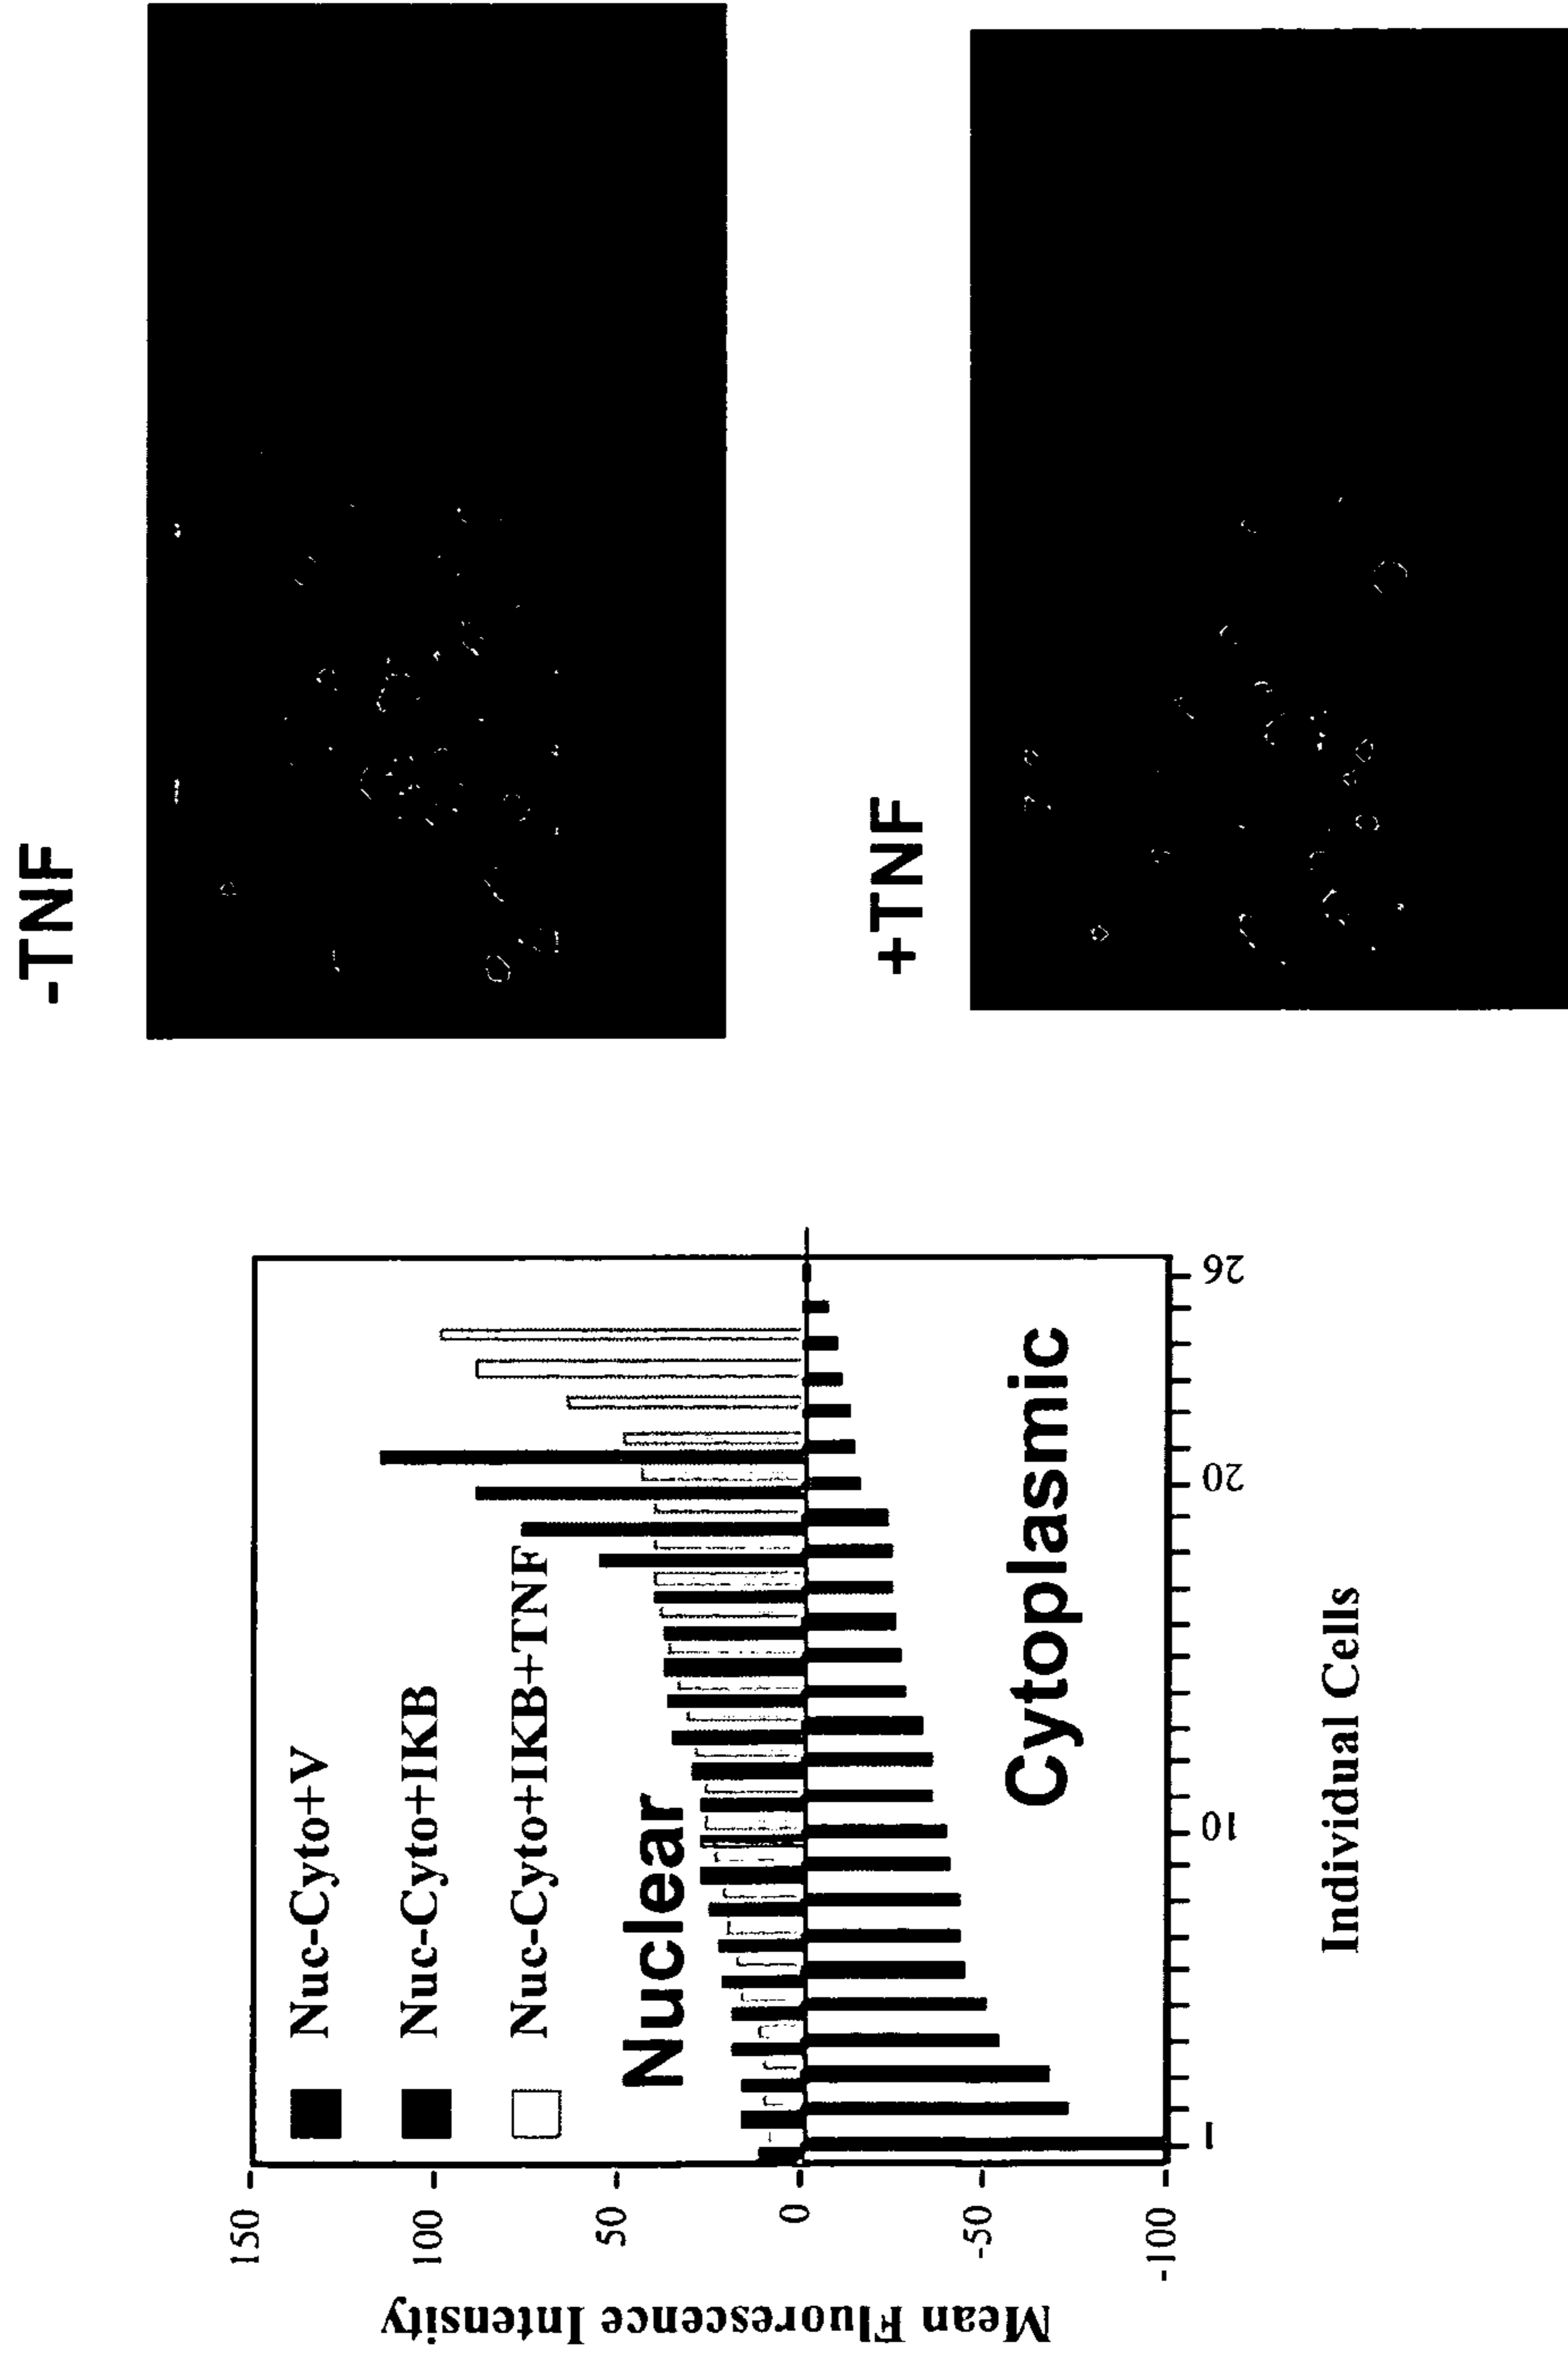 -TNF
+TNF
Mean Fluorescence Intensity
150
100
50
0
-50
-100
Nuc-Cyto+V
Nuc-Cyto+IKB
Nuc-Cyto+IKB+TNF
Nuclear
Cytoplasmic
1
10
20
26
Individual Cells